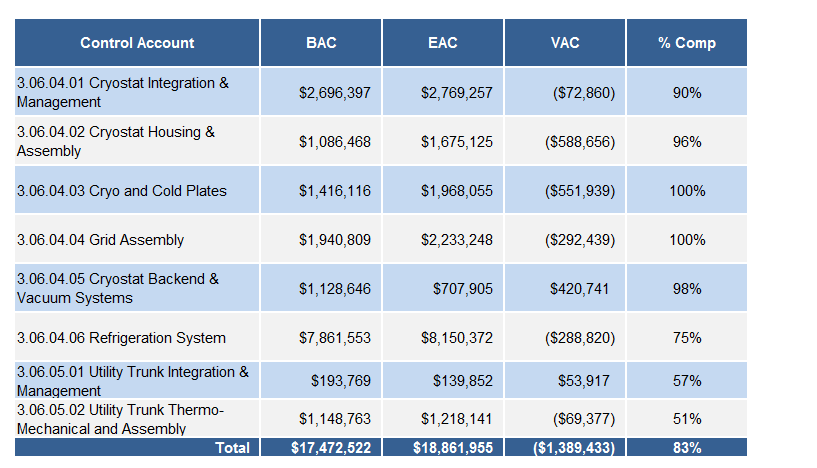 Control Account BAC EAC VAC % Comp
3.06.04.01 Cryostat Integration &
Management
$2,696,397 $2,769,257 ($72,860) 90%
3.06.04.02 Cryostat Housing &
Assembly
$1,086,468 $1,675,125 ($588,656) 96%
3.06.04.03 Cryo and Cold Plates $1,416,116 $1,968,055 ($551,939) 100%
3.06.04.04 Grid Assembly $1,940,809 $2,233,248 ($292,439) 100%
3.06.04.05 Cryostat Backend &
Vacuum Systems
$1,128,646 $707,905 $420,741 98%
3.06.04.06 Refrigeration System $7,861,553 $8,150,372 ($288,820) 75%
3.06.05.01 Utility Trunk Integration &
Management
$193,769 $139,852 $53,917 57%
3.06.05.02 Utility Trunk Thermo-
Mechanical and Assembly
$1,148,763 $1,218,141 ($69,377) 51%
Total $17,472,522 $18,861,955 ($1,389,433) 83%